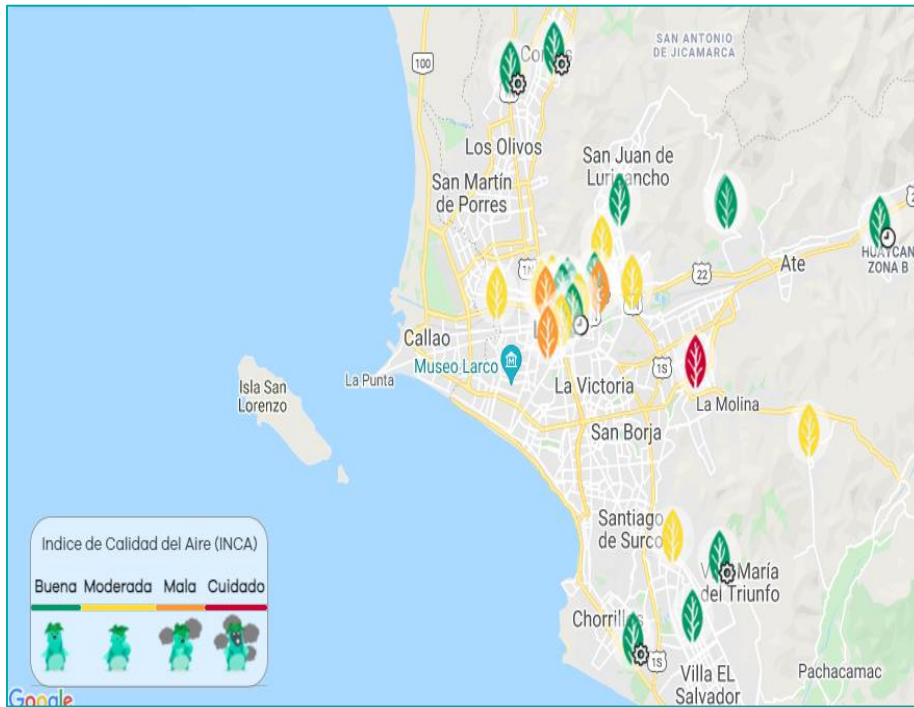 SAN ANTONIO
DE JICAMARCA
100
Los Olivos
San Juan de
Lurigancho
San Martín
de Porres
1N
22
Ate
HUAYCAN
ZONA B
Callao
Museo Larco
La Punta
Isla San
Lorenzo
La Victoria
1S
La Molina
San Borja
Santiago
de Surco
María
del Triunfo
Chorrillos
1S
Villa EL
Salvador
Pachacamac
Indice de Calidad del Aire (INCA)
Buena Moderada Mala Cuidado
Google